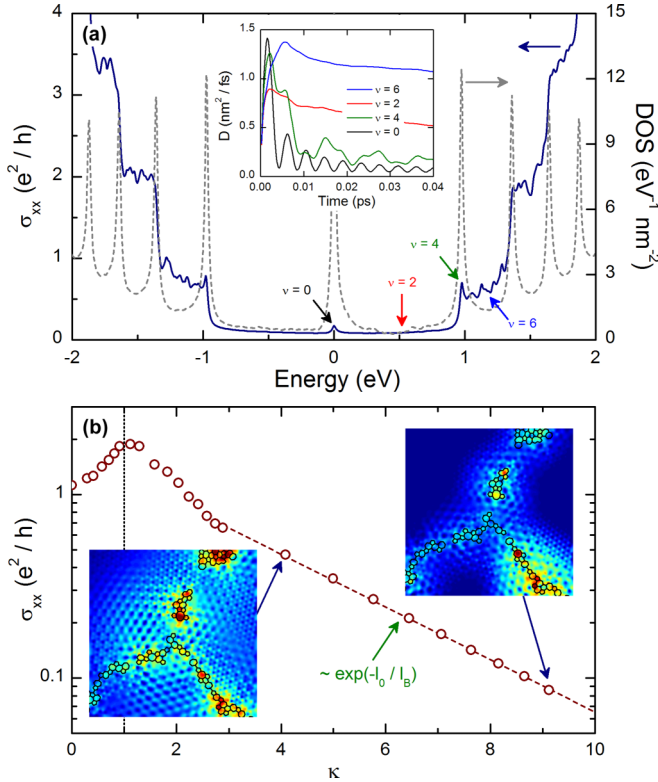 (a)
4
3
2
1
0
σxx (e² / h)
15
12
9
6
3
0
DOS (eV⁻¹ nm⁻²)
1.5
1.0
0.5
0.0
D (nm² / fs)
ν = 6
ν = 2
ν = 4
ν = 0
0.00 0.01 0.02 0.03 0.04
Time (ps)
ν = 0
ν = 2
ν = 4
ν = 6
-2 -1 0 1 2
Energy (eV)
(b)
1
0.1
σxx (e² / h)
~ exp(-l₀ / lB)
0 2 4 6 8 10
κ